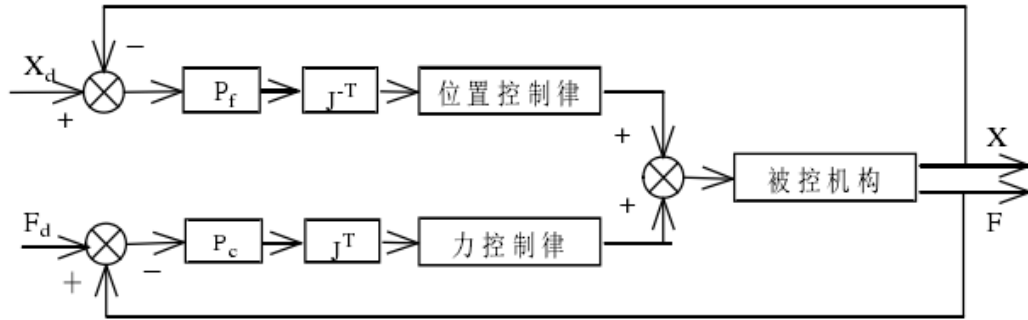 −
X_d
+
P_f
J^{-T}
位置控制律
+
X
被控机构
+
F
F_d
P_c
J^T
力控制律
+
−